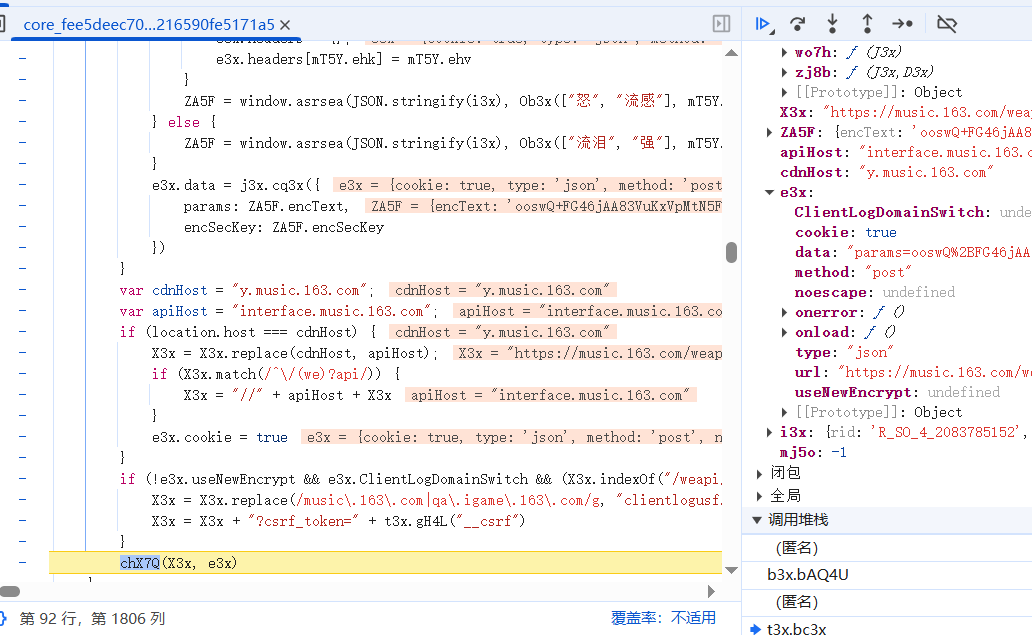 core_fee5deec70...216590fe5171a5
e3x.headers[mT5Y.ehk] = mT5Y.ehv
}
ZA5F = window.asrsea(JSON.stringify(i3x), Ob3x(["怒", "流感"], mT5Y.
} else {
ZA5F = window.asrsea(JSON.stringify(i3x), Ob3x(["流泪", "强"], mT5Y.
}
e3x.data = j3x.cq3x({ e3x = {cookie: true, type: 'json', method: 'post
params: ZA5F.encText, ZA5F = {encText: 'ooswQ+FG46jAA83VuKxVpMtN5F
encSecKey: ZA5F.encSecKey
})
}
var cdnHost = "y.music.163.com"; cdnHost = "y.music.163.com"
var apiHost = "interface.music.163.com"; apiHost = "interface.music.163.co
if (location.host === cdnHost) { cdnHost = "y.music.163.com"
X3x = X3x.replace(cdnHost, apiHost); X3x = "https://music.163.com/weap
if (X3x.match(/^\/(we)?api/)) {
X3x = "//" + apiHost + X3x apiHost = "interface.music.163.com"
}
e3x.cookie = true e3x = {cookie: true, type: 'json', method: 'post', n
}
if (!e3x.useNewEncrypt && e3x.ClientLogDomainSwitch && (X3x.indexOf("/weapi,
X3x = X3x.replace(/music\.163\.com|qa\.igame\.163\.com/g, "clientlogusf.
X3x = X3x + "?csrf_token=" + t3x.gH4L("__csrf")
}
chX7Q(X3x, e3x)
第 92 行，第 1806 列
覆盖率：不适用
wo7h: ƒ (J3x)
zj8b: ƒ (J3x,D3x)
[[Prototype]]: Object
X3x: "https://music.163.com/weap
ZA5F: {encText: 'ooswQ+FG46jAA8
apiHost: "interface.music.163.c
cdnHost: "y.music.163.com"
e3x:
ClientLogDomainSwitch: unde
cookie: true
data: "params=ooswQ%2BFG46jAA
method: "post"
noescape: undefined
onerror: ƒ ()
onload: ƒ ()
type: "json"
url: "https://music.163.com/we
useNewEncrypt: undefined
[[Prototype]]: Object
i3x: {rid: 'R_SO_4_2083785152',
mj5o: -1
闭包
全局
调用堆栈
(匿名)
b3x.bAQ4U
(匿名)
t3x.bc3x